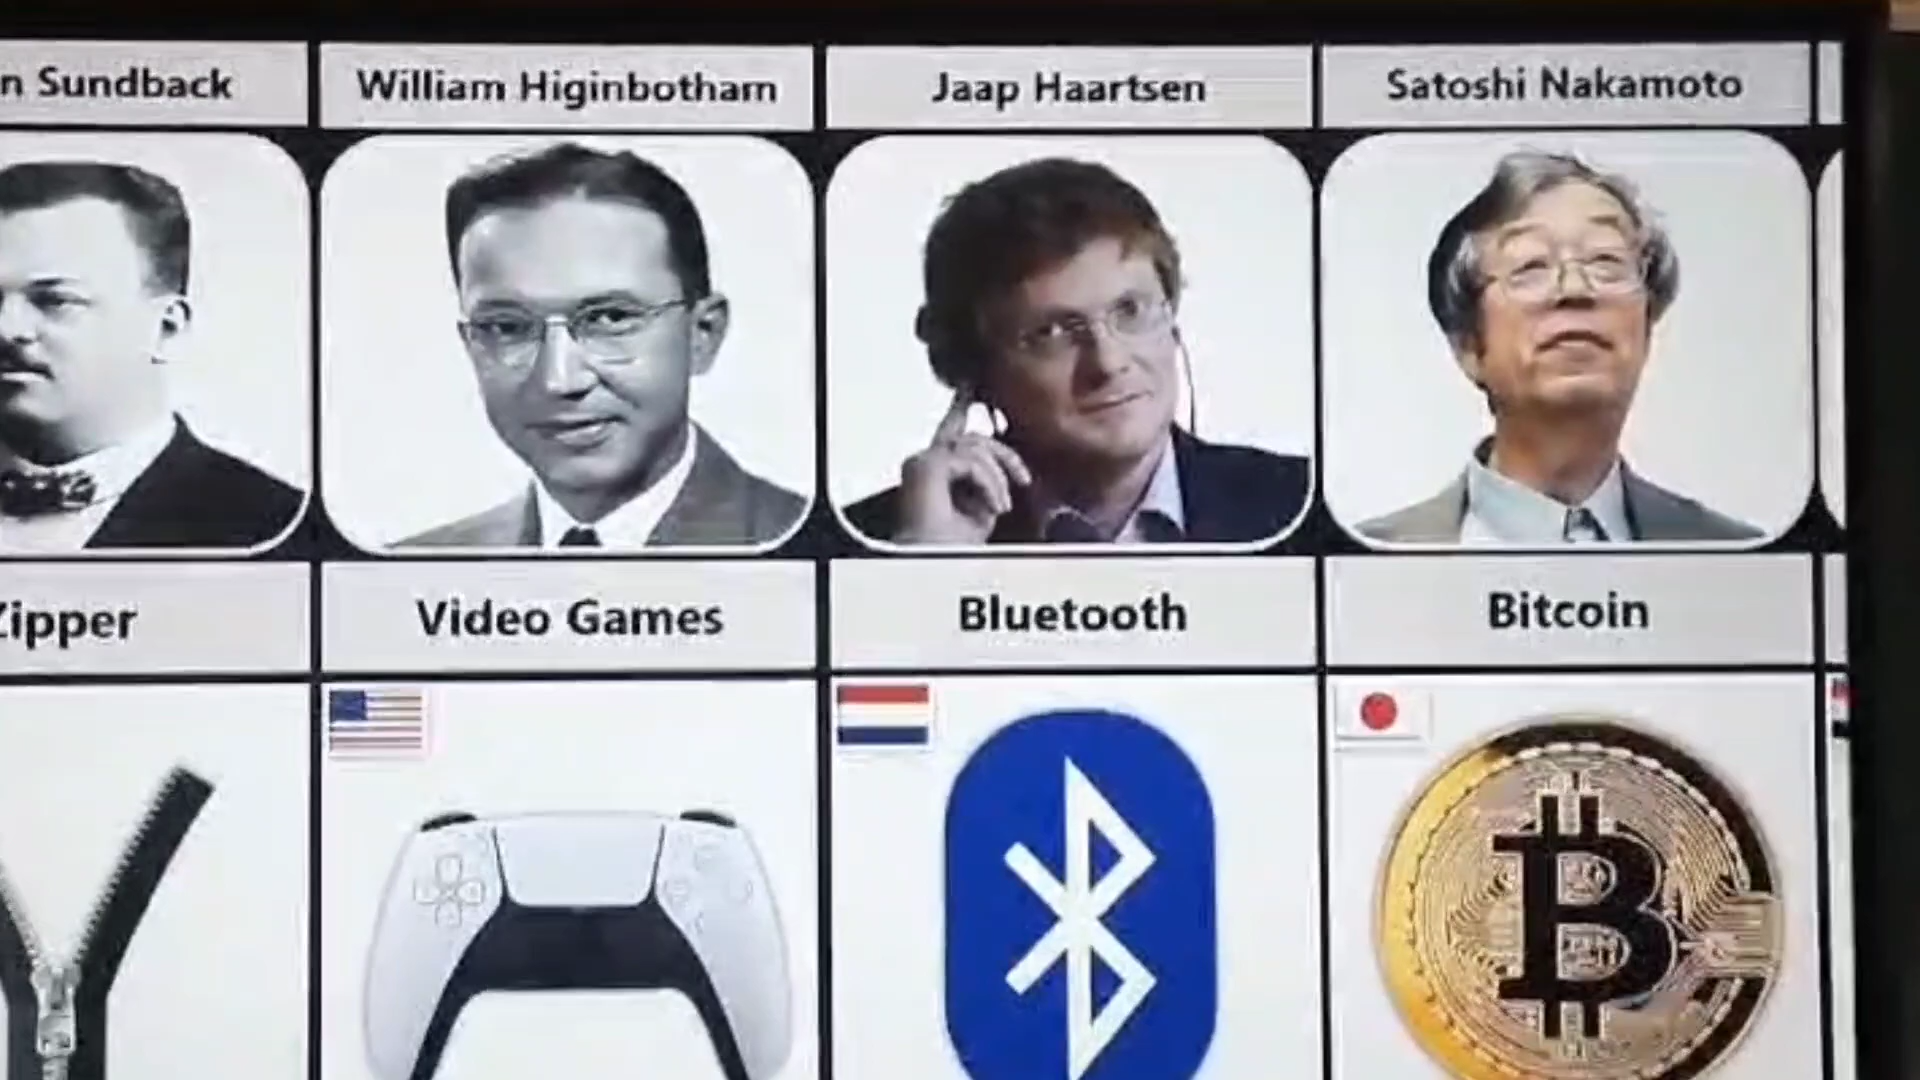 n Sundback
William Higinbotham
Jaap Haartsen
Satoshi Nakamoto
Zipper
Video Games
Bluetooth
Bitcoin